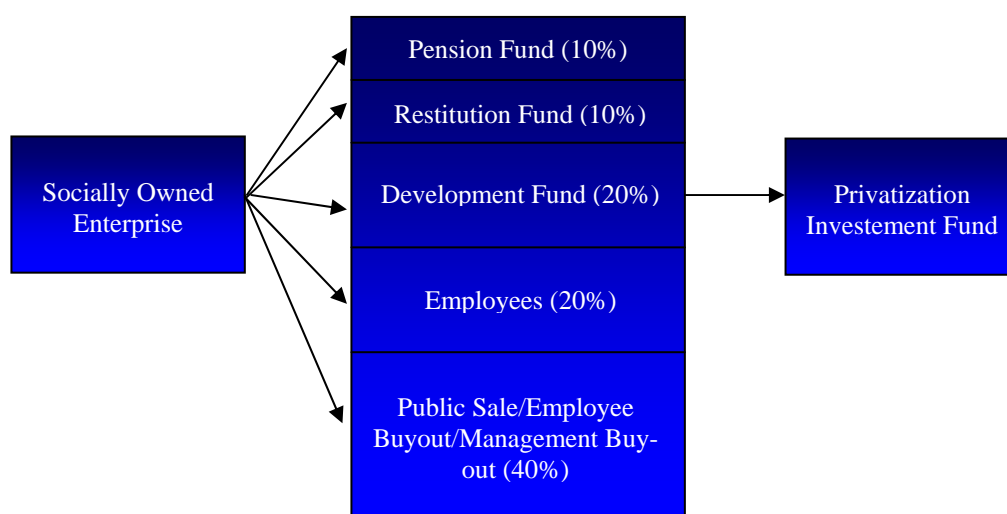 Socially Owned
Enterprise
Pension Fund (10%)
Restitution Fund (10%)
Development Fund (20%)
Employees (20%)
Public Sale/Employee
Buyout/Management Buy-
out (40%)
Privatization
Investement Fund